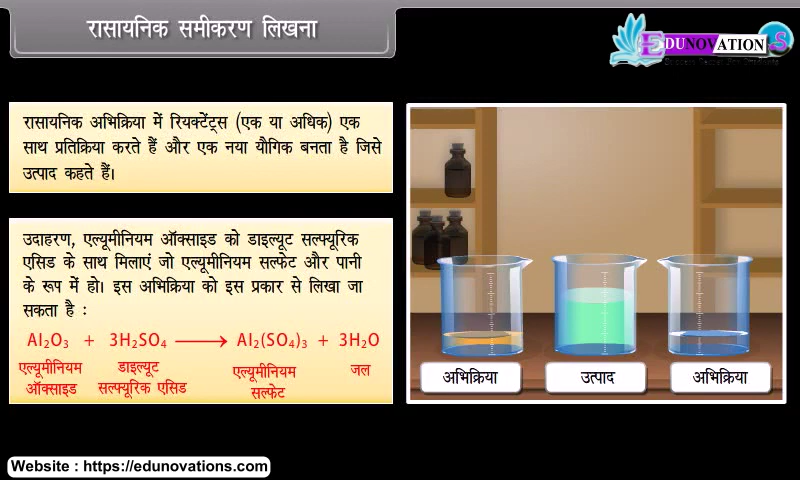 रासायनिक समीकरण लिखना
EDUNOVATIONS
रासायनिक अभिक्रिया में रियक्टेंट्स (एक या अधिक) एक
साथ प्रतिक्रिया करते हैं और एक नया यौगिक बनता है जिसे
उत्पाद कहते हैं।
उदाहरण, एल्यूमीनियम ऑक्साइड को डाइल्यूट सल्फ्यूरिक
एसिड के साथ मिलाएं जो एल्यूमीनियम सल्फेट और पानी
के रूप में हो। इस अभिक्रिया को इस प्रकार से लिखा जा
सकता है :
Al₂O₃ + 3H₂SO₄ ⟶ Al₂(SO₄)₃ + 3H₂O
एल्यूमीनियम डाइल्यूट एल्यूमीनियम जल
ऑक्साइड सल्फ्यूरिक एसिड सल्फेट
अभिक्रिया उत्पाद अभिक्रिया
Website : https://edunovations.com